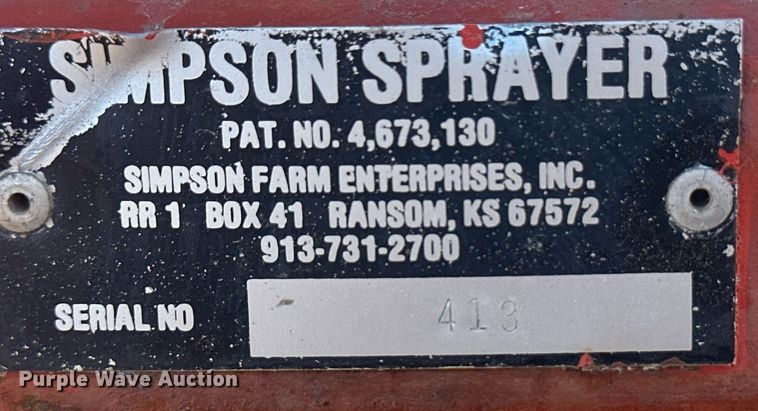 SIMPSON SPRAYER
PAT. NO. 4,673,130
SIMPSON FARM ENTERPRISES, INC.
RR 1 BOX 41 RANSOM, KS 67572
913-731-2700
SERIAL NO 413
Purple Wave Auction